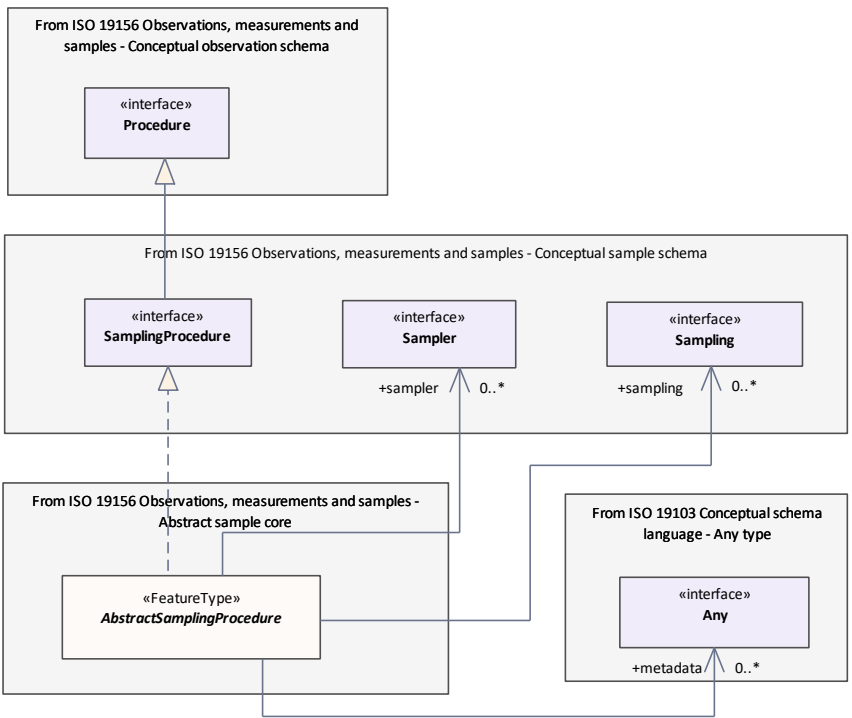 From ISO 19156 Observations, measurements and
samples - Conceptual observation schema
«interface»
Procedure
From ISO 19156 Observations, measurements and samples - Conceptual sample schema
«interface»
SamplingProcedure
«interface»
Sampler
«interface»
Sampling
+sampler
0..*
+sampling
0..*
From ISO 19156 Observations, measurements and samples -
Abstract sample core
«FeatureType»
AbstractSamplingProcedure
From ISO 19103 Conceptual schema
language - Any type
«interface»
Any
+metadata
0..*